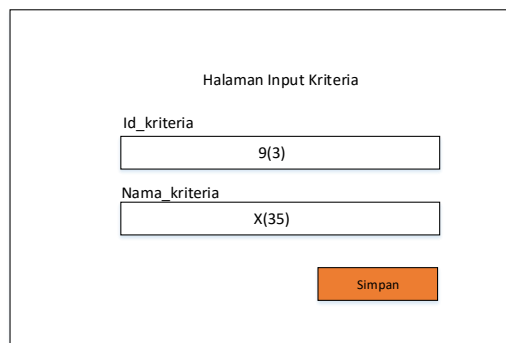 Halaman Input Kriteria
Id_kriteria
9(3)
Nama_kriteria
X(35)
Simpan